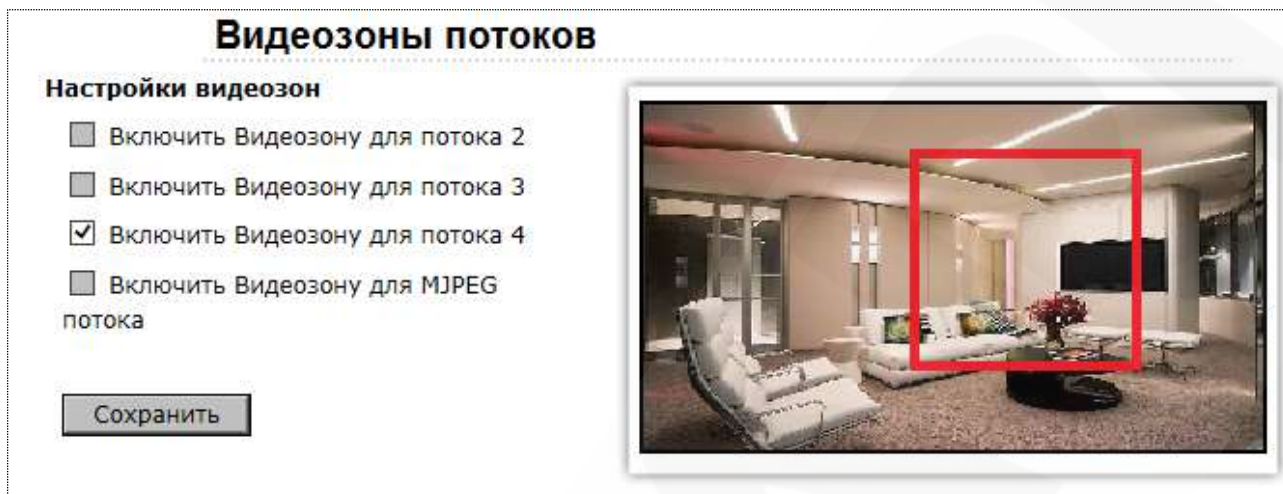 Видеозоны потоков
Настройки видеозон
Включить Видеозону для потока 2
Включить Видеозону для потока 3
Включить Видеозону для потока 4
Включить Видеозону для MJPEG
потока
Сохранить